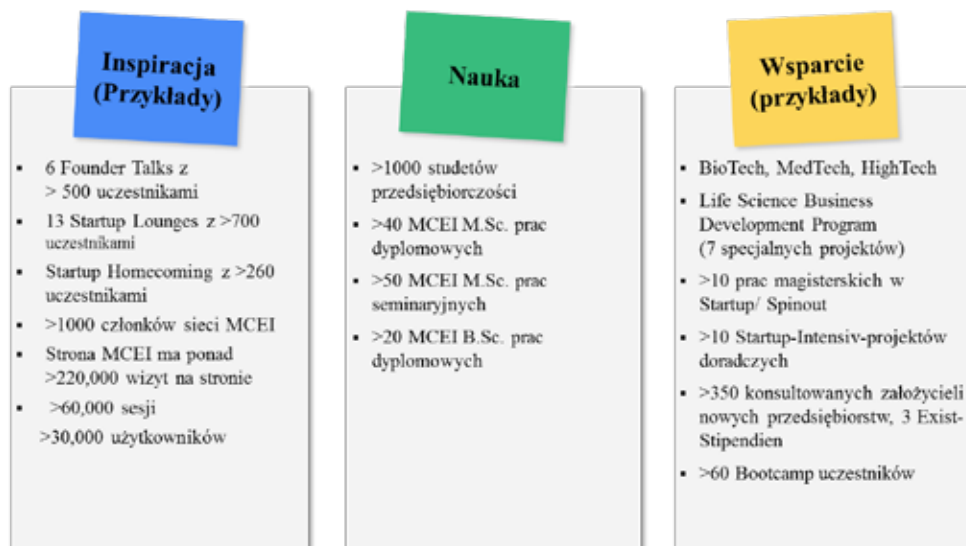 Inspiracja
(Przykłady)
6 Founder Talks z
> 500 uczestnikami
13 Startup Lounges z >700
uczestnikami
Startup Homecoming z >260
uczestnikami
>1000 członków sieci MCEI
Strona MCEI ma ponad
>220,000 wizyt na stronie
>60,000 sesji
>30,000 użytkowników
Nauka
>1000 studetów
przedsiębiorczości
>40 MCEI M.Sc. prac
dyplomowych
>50 MCEI M.Sc. prac
seminaryjnych
>20 MCEI B.Sc. prac
dyplomowych
Wsparcie
(przykłady)
BioTech, MedTech, HighTech
Life Science Business
Development Program
(7 specjalnych projektów)
>10 prac magisterskich w
Startup/ Spinout
>10 Startup-Intensiv-projektów
doradczych
>350 konsultowanych założycieli
nowych przedsiębiorstw, 3 Exist-
Stipendien
>60 Bootcamp uczestników